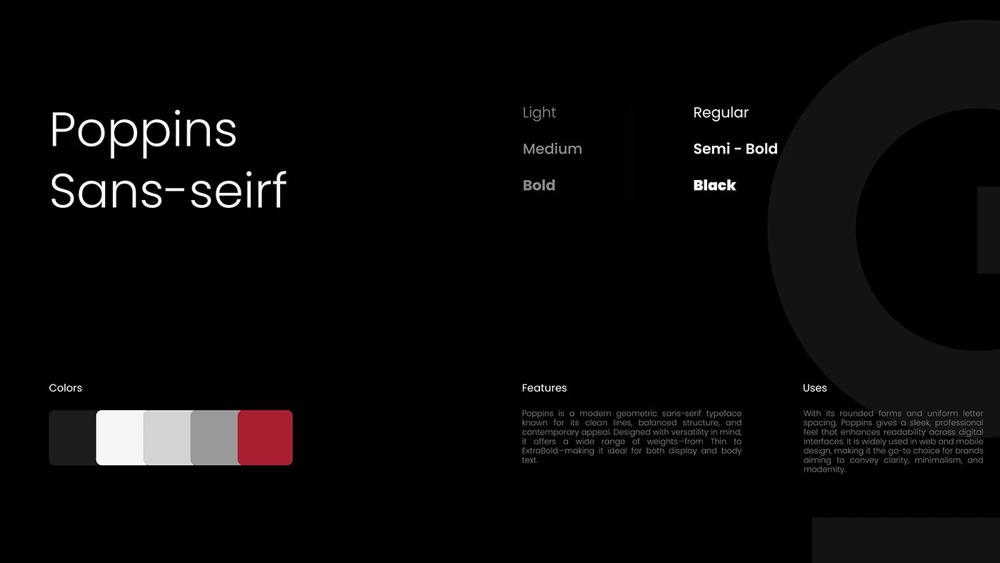 Poppins
Sans-seirf
Light
Regular
Medium
Semi - Bold
Bold
Black
Colors
Features
Poppins is a modern geometric sans-serif typeface
known for its clean lines, balanced structure, and
contemporary appeal. Designed with versatility in mind,
it offers a wide range of weights—from Thin to
ExtraBold—making it ideal for both display and body
text.
Uses
With its rounded forms and uniform letter
spacing, Poppins gives a sleek, professional
feel that enhances readability across digital
interfaces. It is widely used in web and mobile
design, making it the go-to choice for brands
aiming to convey clarity, minimalism, and
modernity.